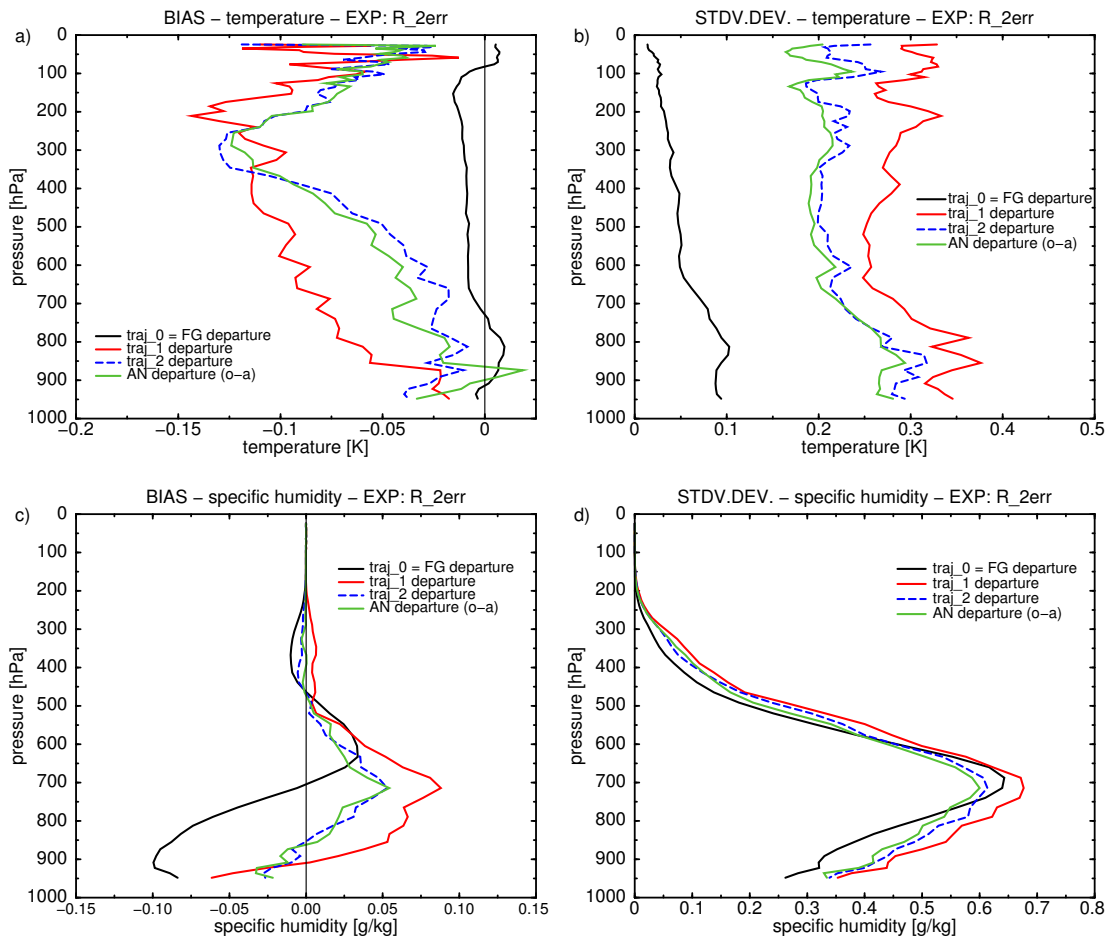 BIAS − temperature − EXP: R_2err
a)
0
100
200
300
400
500
600
700
800
900
1000
pressure [hPa]
traj_0 = FG departure
traj_1 departure
traj_2 departure
AN departure (o−a)
−0.2 −0.15 −0.1 −0.05 0
temperature [K]
STDV.DEV. − temperature − EXP: R_2err
b)
0
100
200
300
400
500
600
700
800
900
1000
pressure [hPa]
traj_0 = FG departure
traj_1 departure
traj_2 departure
AN departure (o−a)
0 0.1 0.2 0.3 0.4 0.5
temperature [K]
BIAS − specific humidity − EXP: R_2err
c)
0
100
200
300
400
500
600
700
800
900
1000
pressure [hPa]
traj_0 = FG departure
traj_1 departure
traj_2 departure
AN departure (o−a)
−0.15 −0.10 −0.05 0.00 0.05 0.10 0.15
specific humidity [g/kg]
STDV.DEV. − specific humidity − EXP: R_2err
d)
0
100
200
300
400
500
600
700
800
900
1000
pressure [hPa]
traj_0 = FG departure
traj_1 departure
traj_2 departure
AN departure (o−a)
0 0.1 0.2 0.3 0.4 0.5 0.6 0.7 0.8
specific humidity [g/kg]